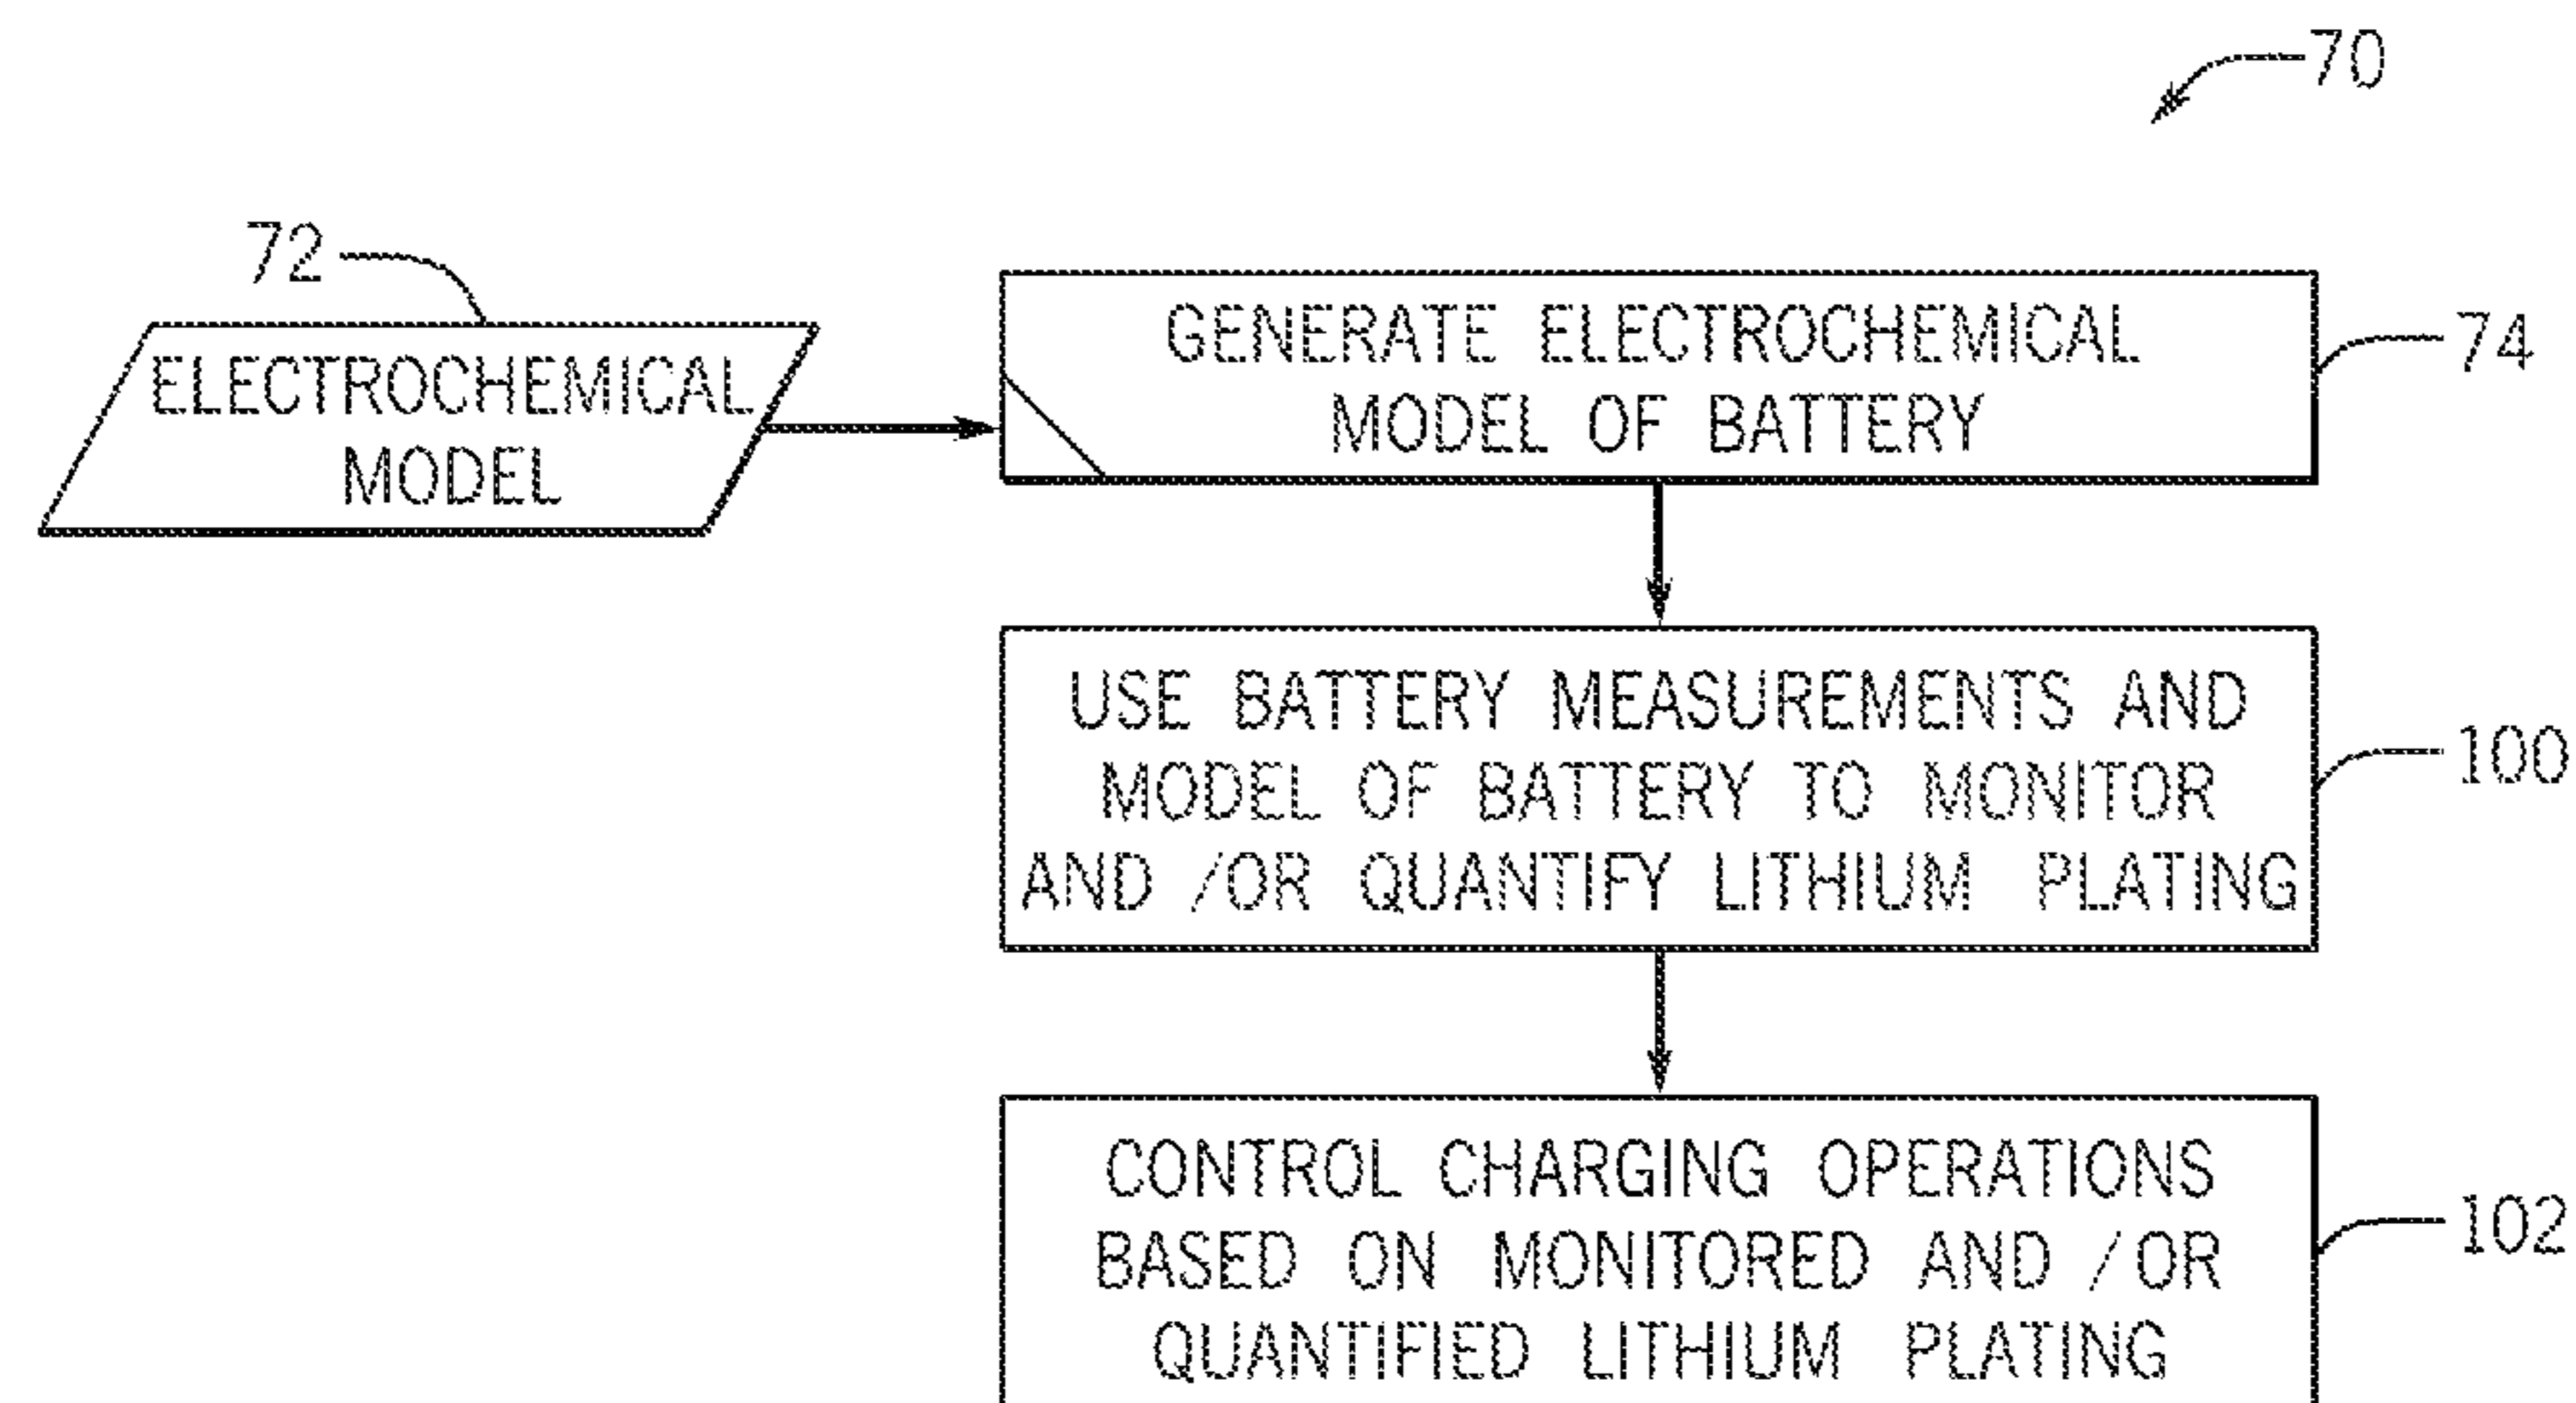 70
72
ELECTROCHEMICAL
MODEL
GENERATE ELECTROCHEMICAL
MODEL OF BATTERY
74
USE BATTERY MEASUREMENTS AND
MODEL OF BATTERY TO MONITOR
AND /OR QUANTIFY LITHIUM PLATING
100
CONTROL CHARGING OPERATIONS
BASED ON MONITORED AND /OR
QUANTIFIED LITHIUM PLATING
102